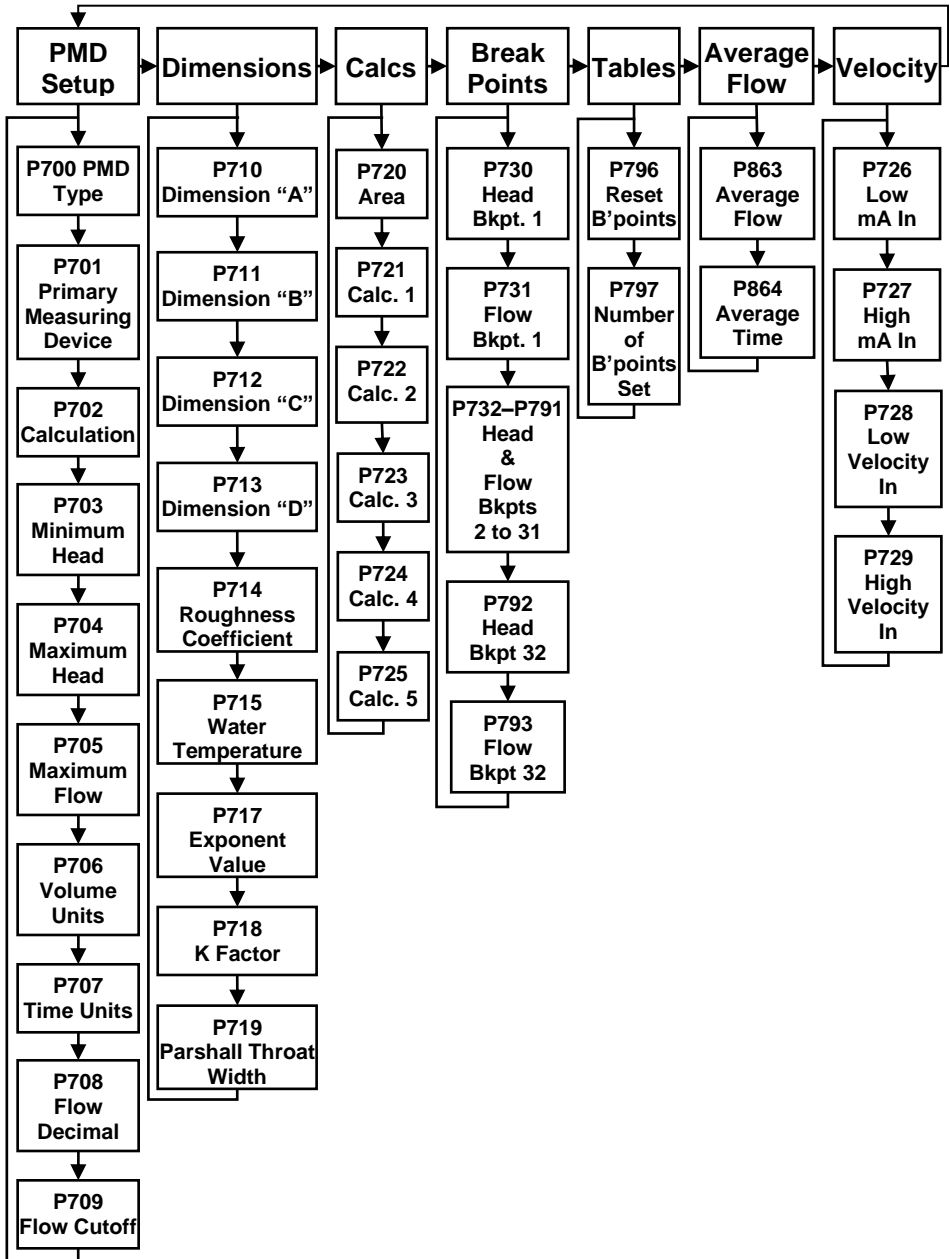 PMD
Setup
Dimensions
Calcs
Break
Points
Tables
Average
Flow
Velocity
P700 PMD
Type
P701
Primary
Measuring
Device
P702
Calculation
P703
Minimum
Head
P704
Maximum
Head
P705
Maximum
Flow
P706
Volume
Units
P707
Time Units
P708
Flow
Decimal
P709
Flow Cutoff
P710
Dimension “A”
P711
Dimension “B”
P712
Dimension “C”
P713
Dimension “D”
P714
Roughness
Coefficient
P715
Water
Temperature
P717
Exponent
Value
P718
K Factor
P719
Parshall Throat
Width
P720
Area
P721
Calc. 1
P722
Calc. 2
P723
Calc. 3
P724
Calc. 4
P725
Calc. 5
P730
Head
Bkpt. 1
P731
Flow
Bkpt. 1
P732–P791
Head
&
Flow
Bkpts
2 to 31
P792
Head
Bkpt 32
P793
Flow
Bkpt 32
P796
Reset
B’points
P797
Number
of
B’points
Set
P863
Average
Flow
P864
Average
Time
P726
Low
mA In
P727
High
mA In
P728
Low
Velocity
In
P729
High
Velocity
In